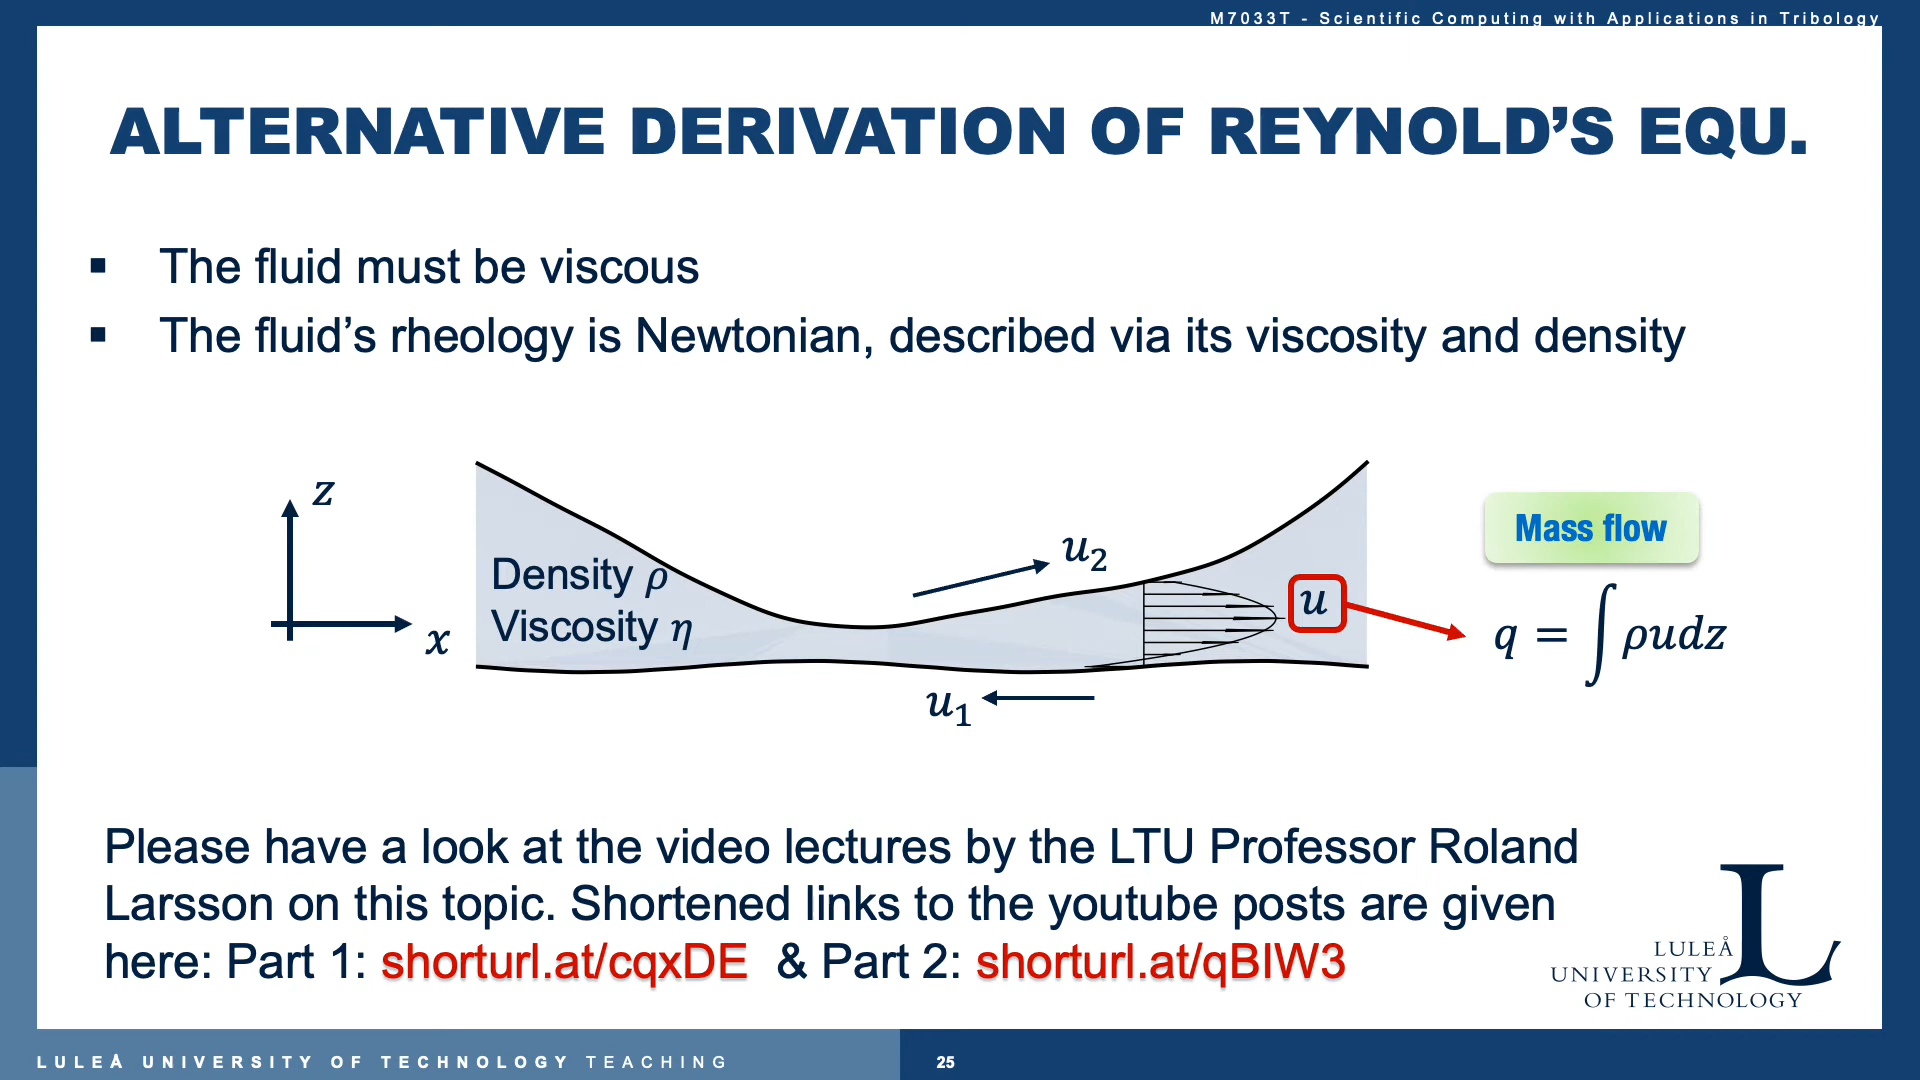 M7033T - Scientific Computing with Applications in Tribology
ALTERNATIVE DERIVATION OF REYNOLD’S EQU.
▪ The fluid must be viscous
▪ The fluid’s rheology is Newtonian, described via its viscosity and density
z
x
Density ρ
Viscosity η
u₂
u
u₁
Mass flow
q = ∫ ρudz
Please have a look at the video lectures by the LTU Professor Roland
Larsson on this topic. Shortened links to the youtube posts are given
here: Part 1: shorturl.at/cqxDE & Part 2: shorturl.at/qBIW3
LULEÅ
UNIVERSITY
OF TECHNOLOGY
L
LULEÅ UNIVERSITY OF TECHNOLOGY TEACHING
25